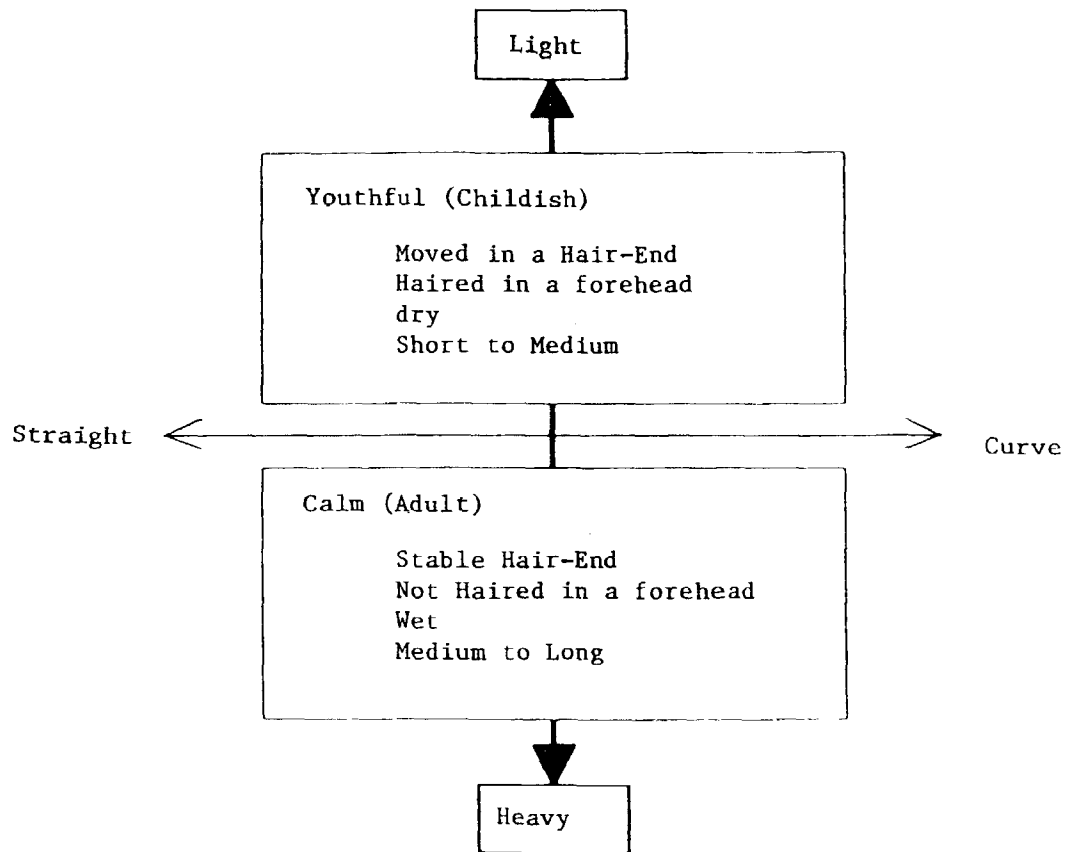 Light
Youthful (Childish)
Moved in a Hair-End
Haired in a forehead
dry
Short to Medium
Straight
Curve
Calm (Adult)
Stable Hair-End
Not Haired in a forehead
Wet
Medium to Long
Heavy